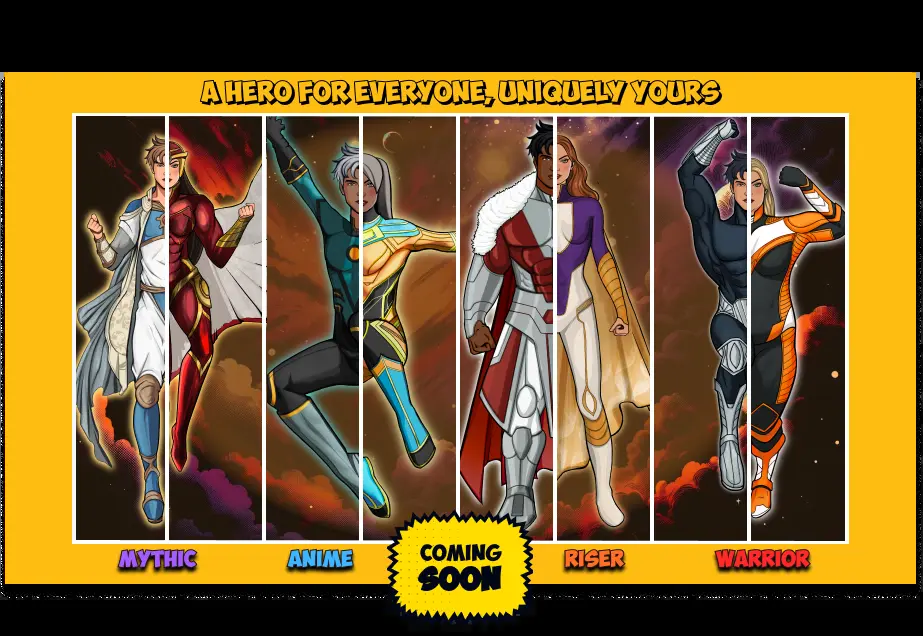 A HERO FOR EVERYONE, UNIQUELY YOURS
MYTHIC
ANIME
COMING
SOON
RISER
WARRIOR